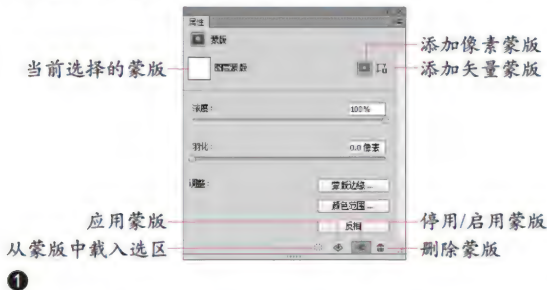 属性
蒙版
添加像素蒙版
当前选择的蒙版
图层蒙版
添加矢量蒙版
浓度：
100%
羽化：
0.0 像素
调整：
蒙版边缘...
颜色范围...
应用蒙版
反相
停用/启用蒙版
从蒙版中载入选区
删除蒙版
❶